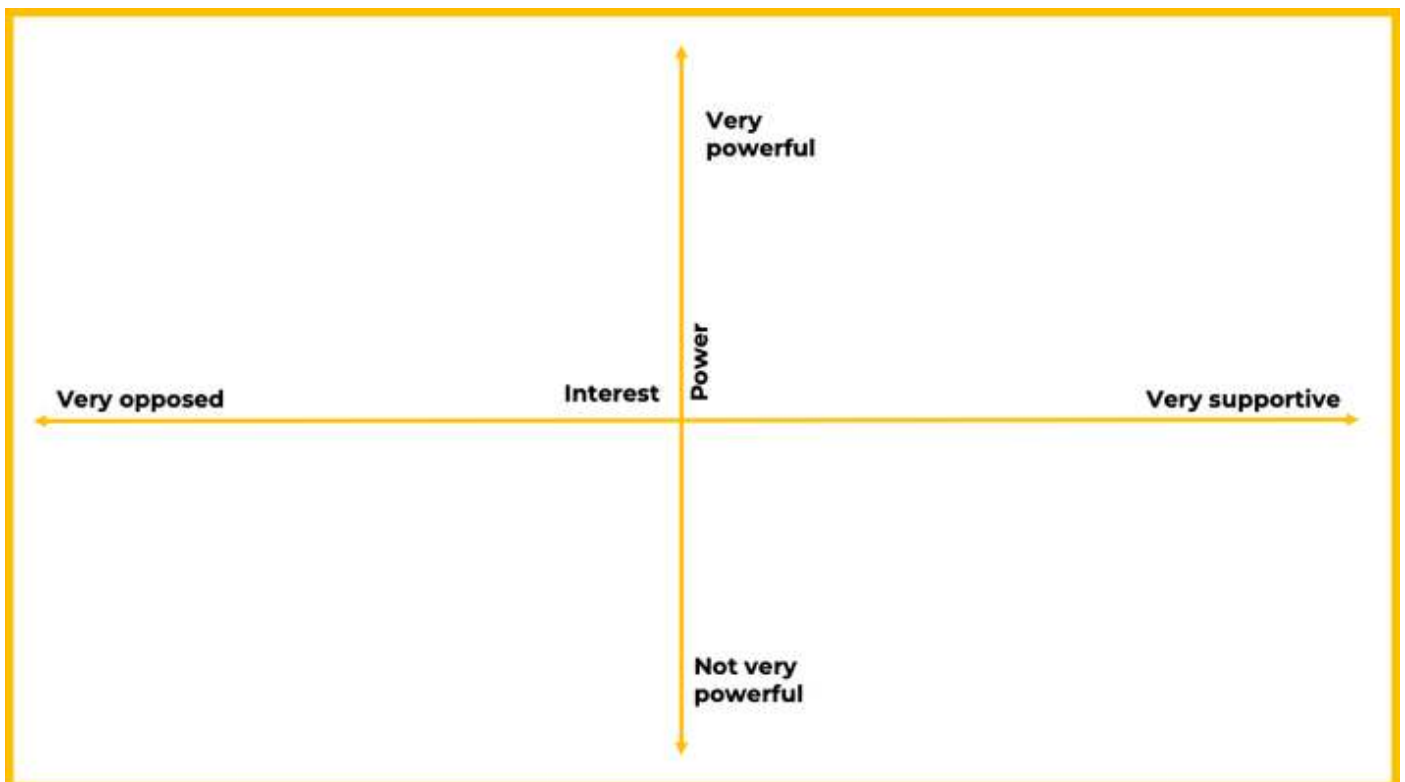 Very
powerful
Power
Interest
Very opposed
Very supportive
Not very
powerful